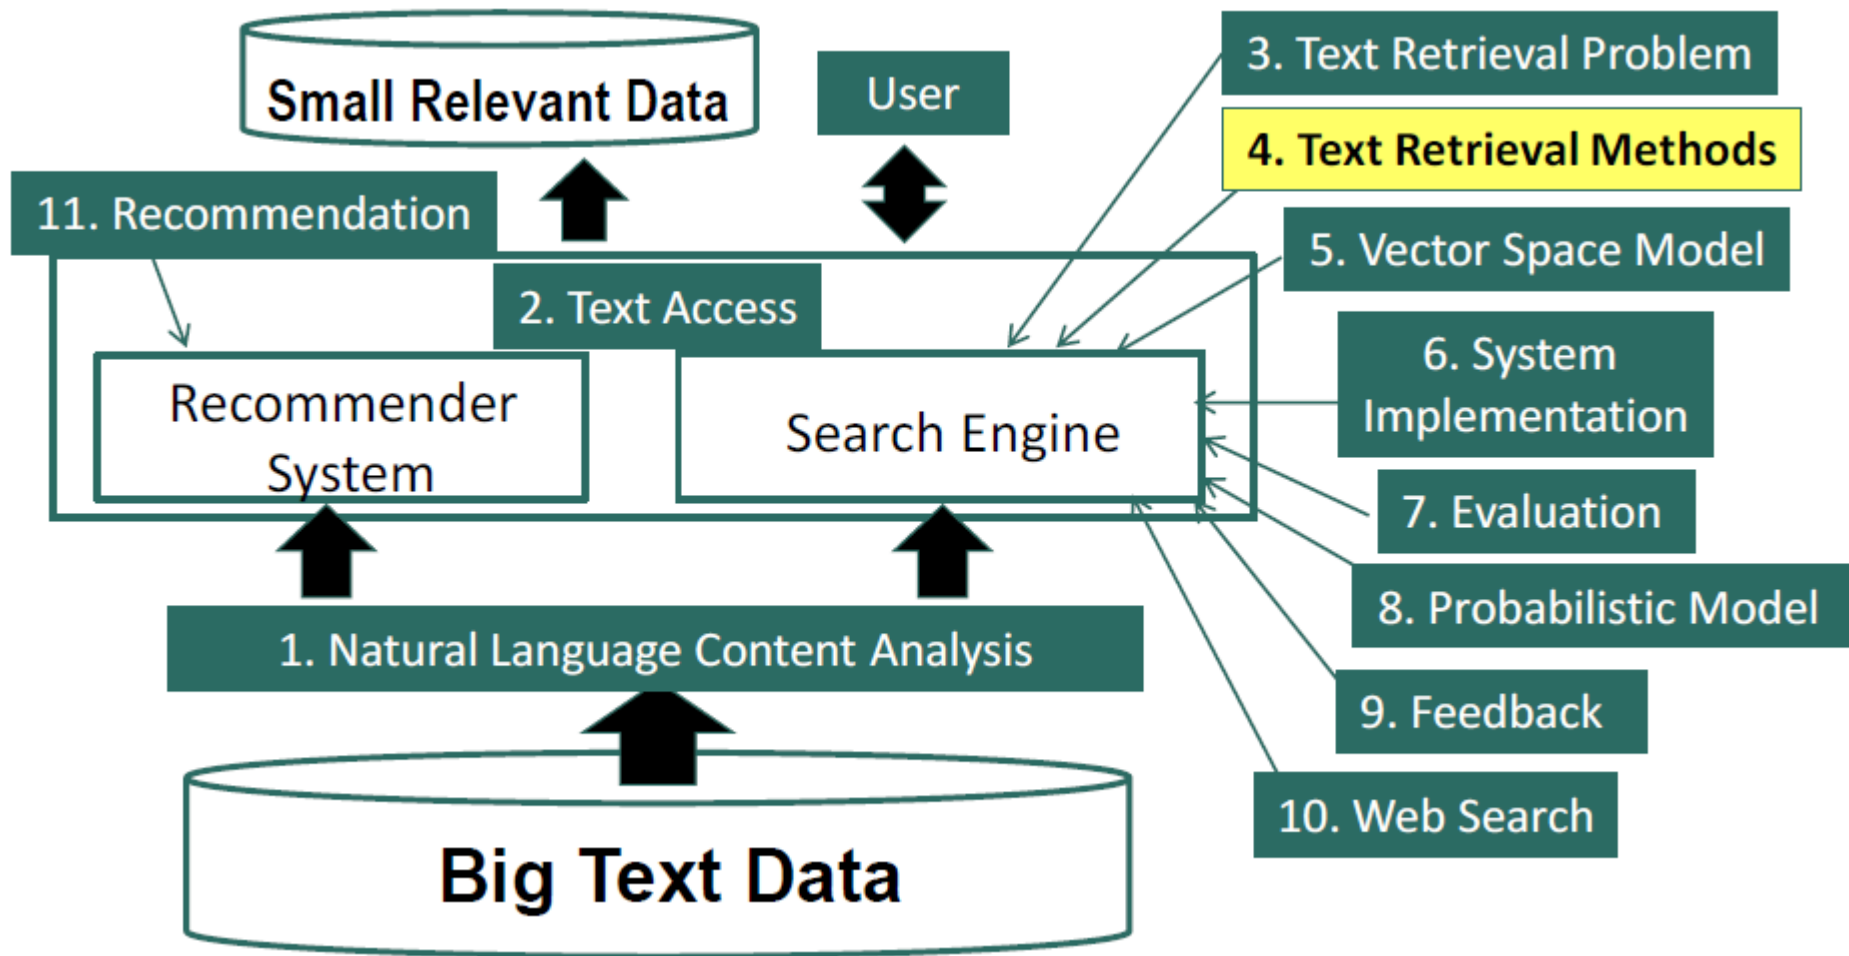 Small Relevant Data
User
3. Text Retrieval Problem
4. Text Retrieval Methods
11. Recommendation
5. Vector Space Model
2. Text Access
6. System
Implementation
Recommender
System
Search Engine
7. Evaluation
8. Probabilistic Model
1. Natural Language Content Analysis
9. Feedback
10. Web Search
Big Text Data